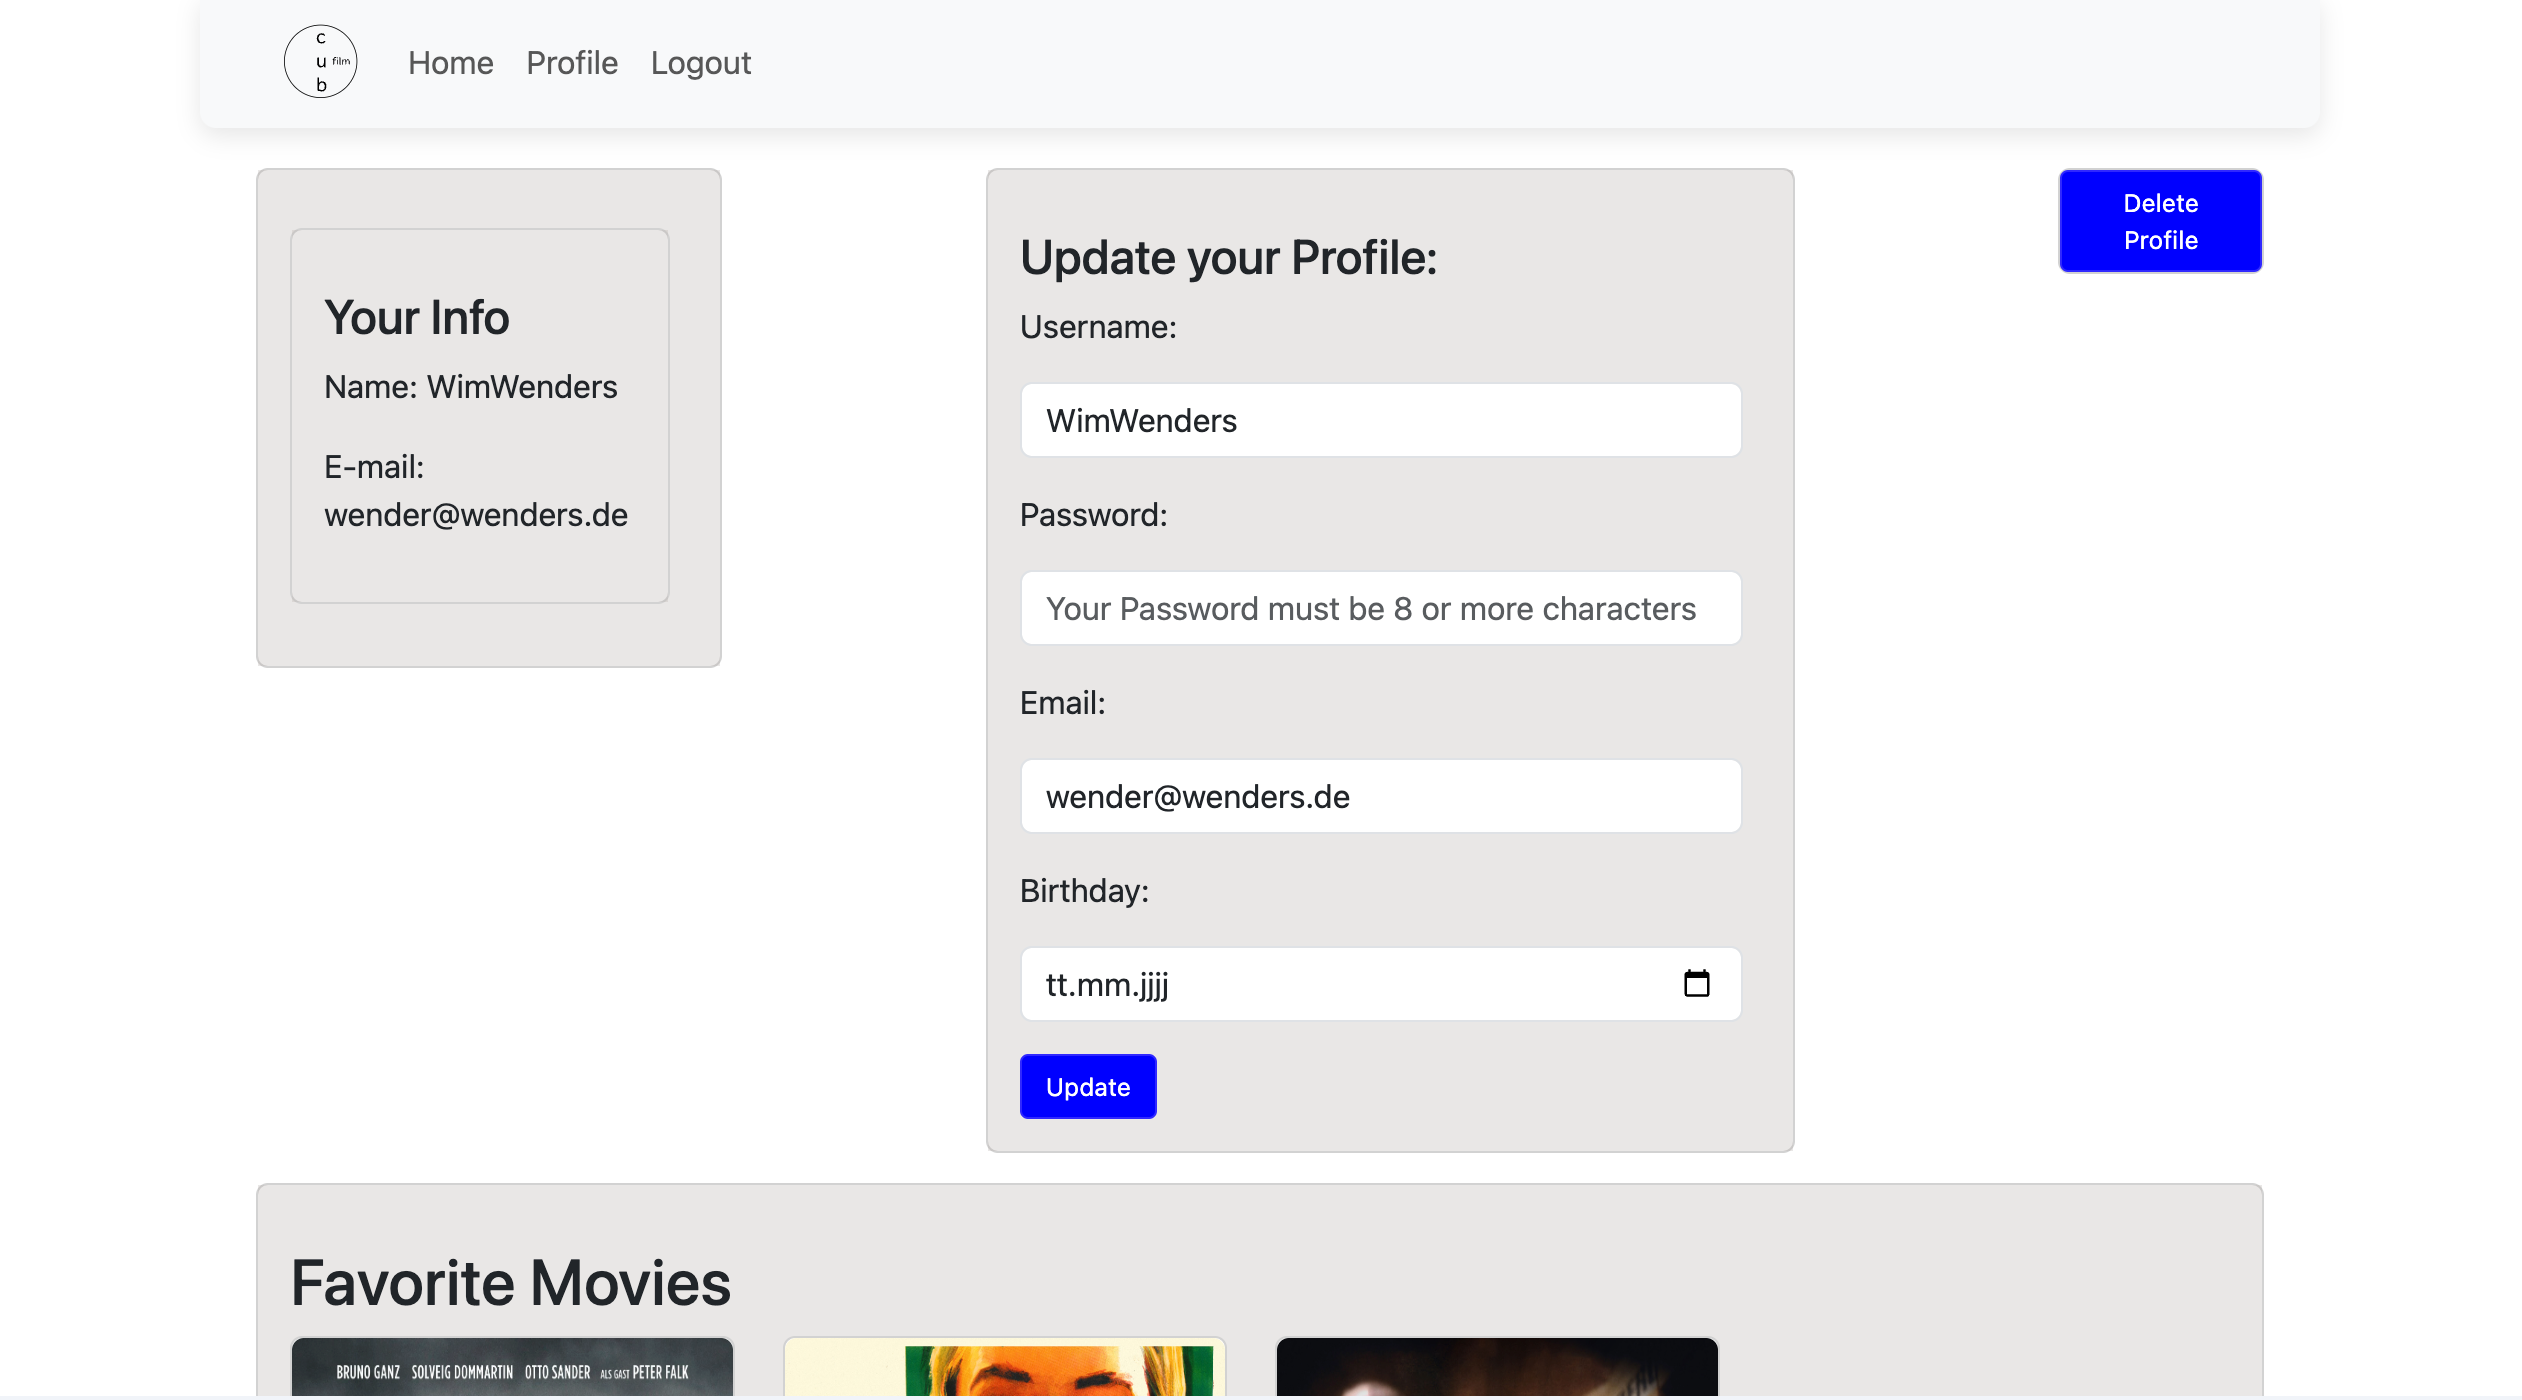 c
u film
b
Home Profile Logout
Your Info
Name: WimWenders
E-mail:
wender@wenders.de
Update your Profile:
Username:
WimWenders
Password:
Your Password must be 8 or more characters
Email:
wender@wenders.de
Birthday:
tt.mm.jjjj
Update
Delete
Profile
Favorite Movies
BRUNO GANZ SOLVEIG DOMMARTIN OTTO SANDER ALS GAST PETER FALK